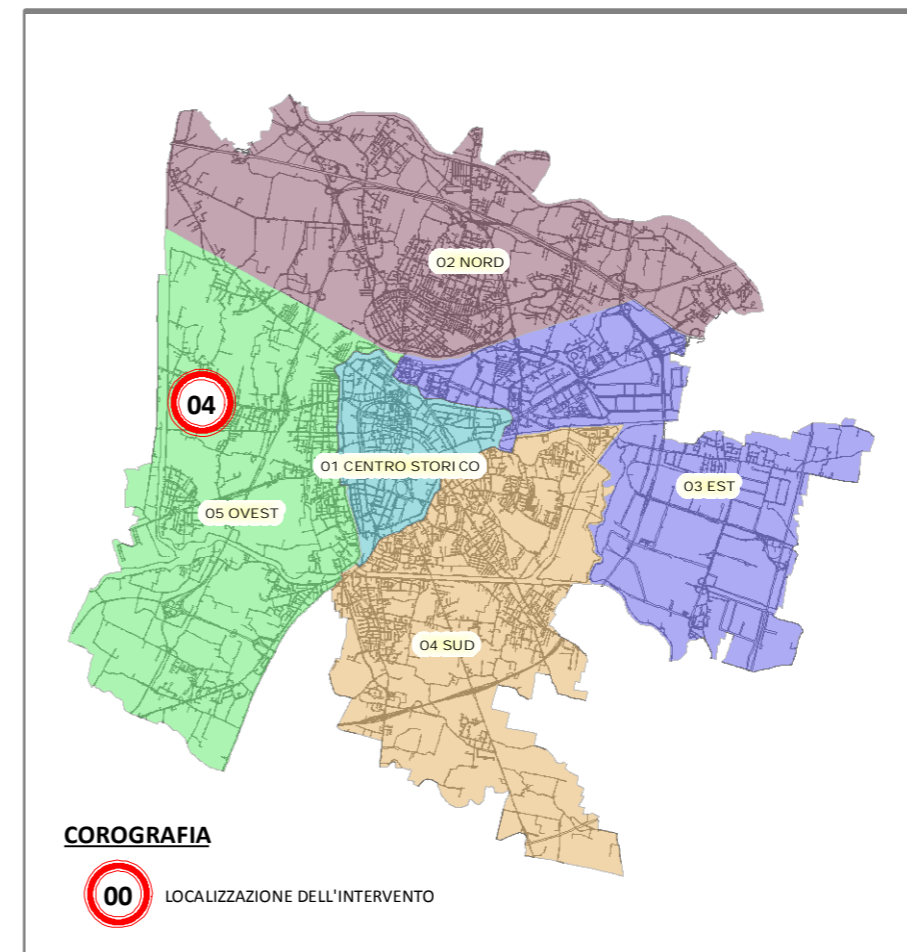 02 NORD
04
01 CENTRO STORICO
03 EST
05 OVEST
04 SUD
COROGRAFIA
00 LOCALIZZAZIONE DELL'INTERVENTO